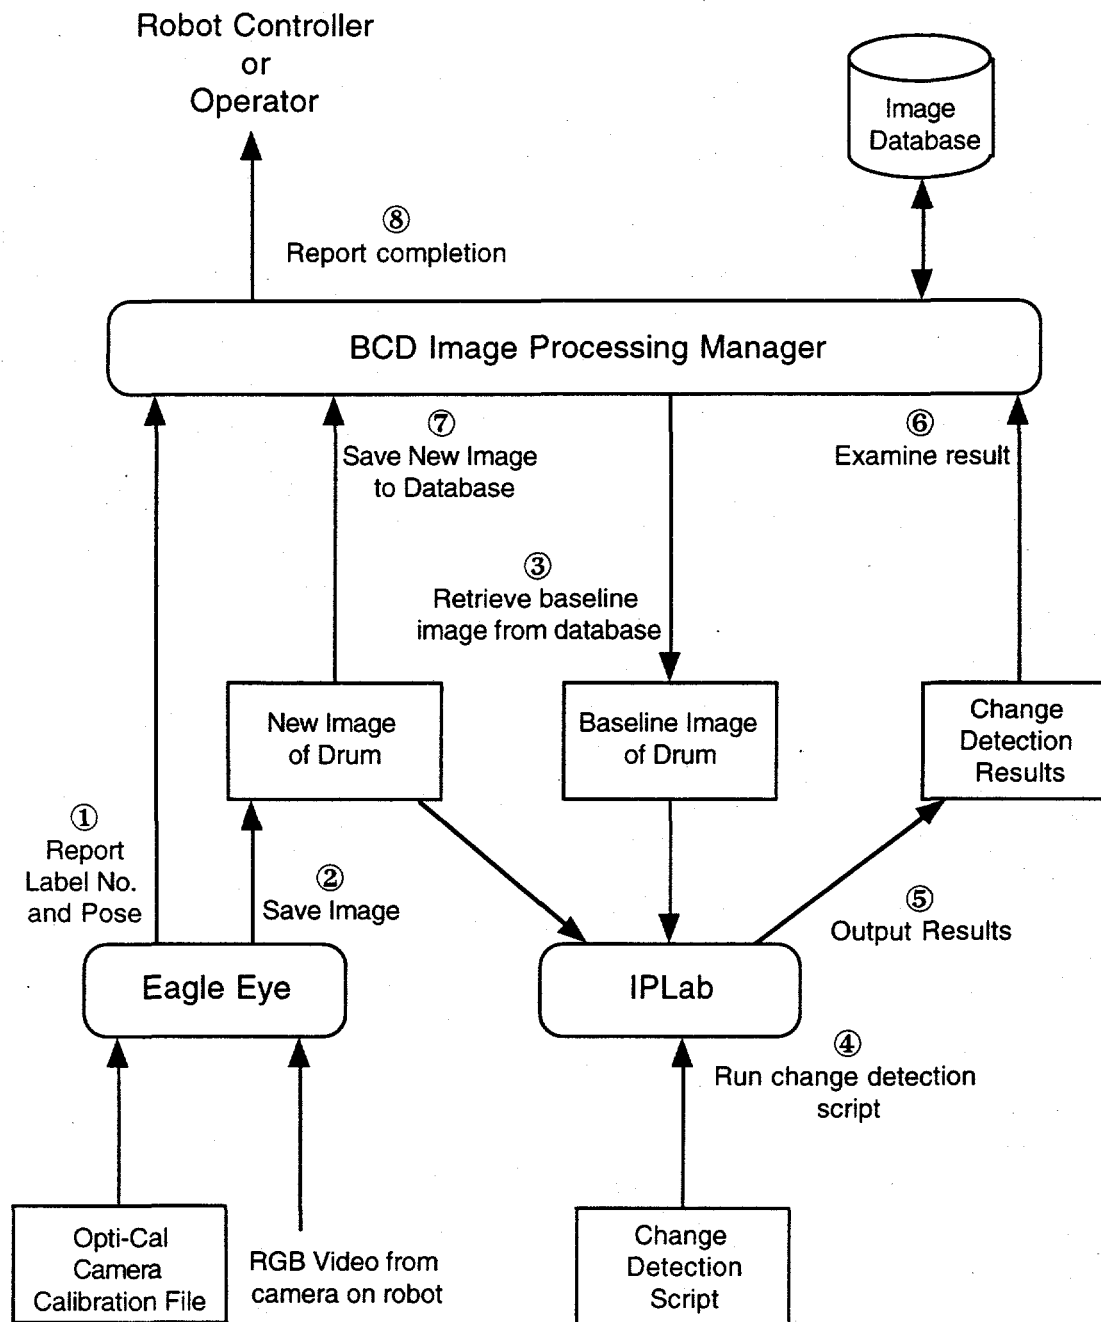 Robot Controller
or
Operator
Image
Database
⑧
Report completion
BCD Image Processing Manager
⑦
Save New Image
to Database
⑥
Examine result
③
Retrieve baseline
image from database
New Image
of Drum
Baseline Image
of Drum
Change
Detection
Results
①
Report
Label No.
and Pose
②
Save Image
⑤
Output Results
Eagle Eye
IPLab
④
Run change detection
script
Opti-Cal
Camera
Calibration File
RGB Video from
camera on robot
Change
Detection
Script